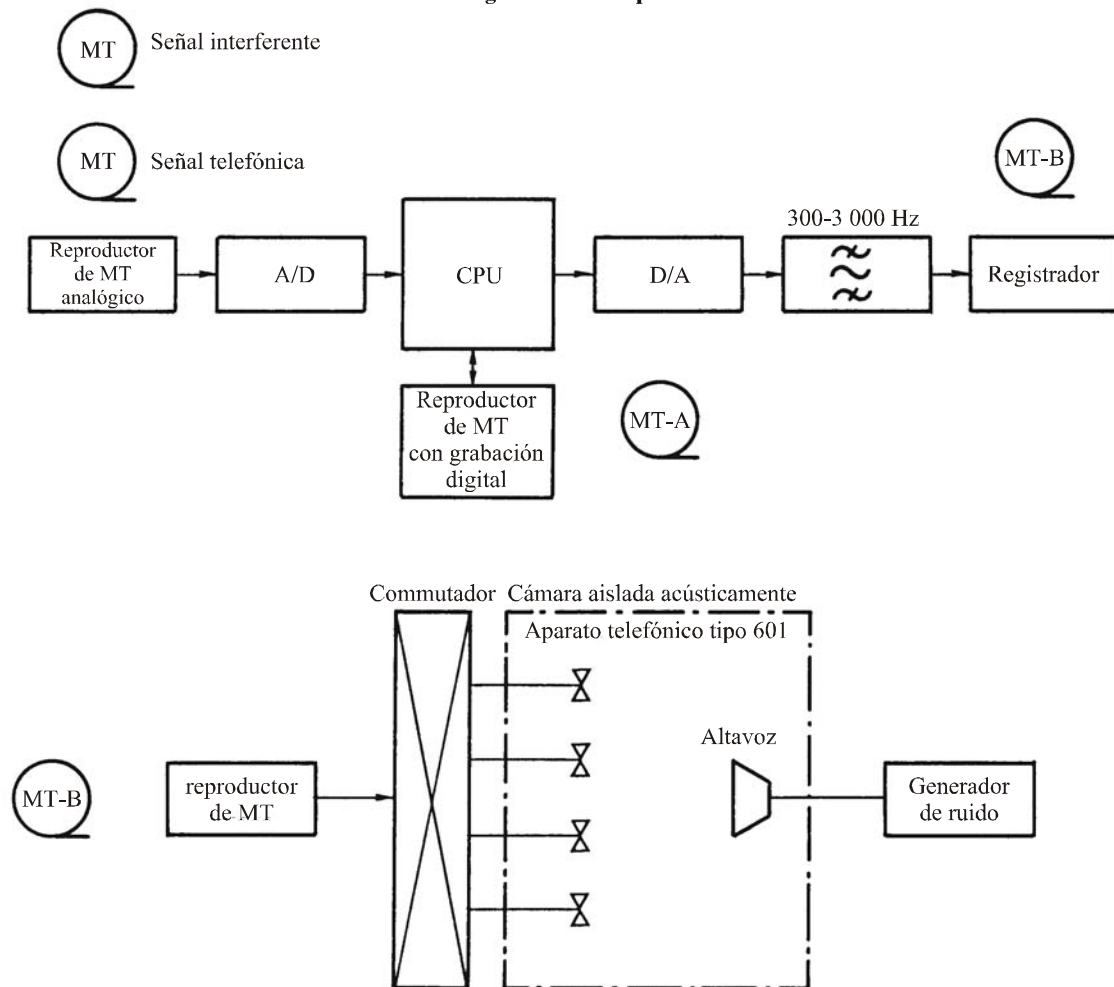 MT
Señal interferente
MT
Señal telefónica
MT-B
300-3 000 Hz
Reproductor
de MT
analógico
A/D
CPU
D/A
Registrador
Reproductor
de MT
con grabación
digital
MT-A
Commutador
Cámara aislada acústicamente
Aparato telefónico tipo 601
Altavoz
MT-B
reproductor
de MT
Generador
de ruido